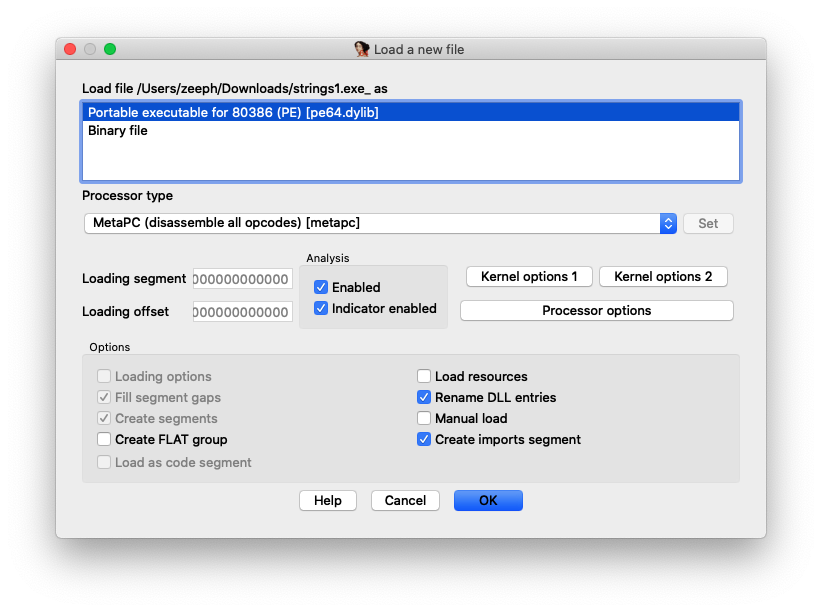 Load a new file
Load file /Users/zeeph/Downloads/strings1.exe_ as
Portable executable for 80386 (PE) [pe64.dylib]
Binary file
Processor type
MetaPC (disassemble all opcodes) [metapc]
Set
Analysis
Loading segment
000000000000
Enabled
Kernel options 1
Kernel options 2
Loading offset
000000000000
Indicator enabled
Processor options
Options
Loading options
Load resources
Fill segment gaps
Rename DLL entries
Create segments
Manual load
Create FLAT group
Create imports segment
Load as code segment
Help
Cancel
OK